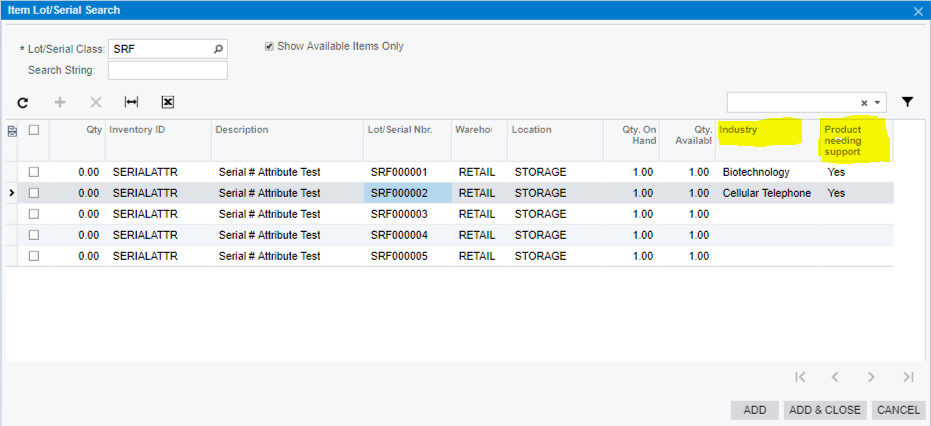 Item Lot/Serial Search
* Lot/Serial Class: SRF Show Available Items Only
Search String:
Qty Inventory ID Description Lot/Serial Nbr. Warehou Location Qty. On Hand Qty. Availabl Industry Product needing support
0.00 SERIALATTR Serial # Attribute Test SRF000001 RETAIL STORAGE 1.00 1.00 Biotechnology Yes
0.00 SERIALATTR Serial # Attribute Test SRF000002 RETAIL STORAGE 1.00 1.00 Cellular Telephone Yes
0.00 SERIALATTR Serial # Attribute Test SRF000003 RETAIL STORAGE 1.00 1.00
0.00 SERIALATTR Serial # Attribute Test SRF000004 RETAIL STORAGE 1.00 1.00
0.00 SERIALATTR Serial # Attribute Test SRF000005 RETAIL STORAGE 1.00 1.00
ADD ADD & CLOSE CANCEL